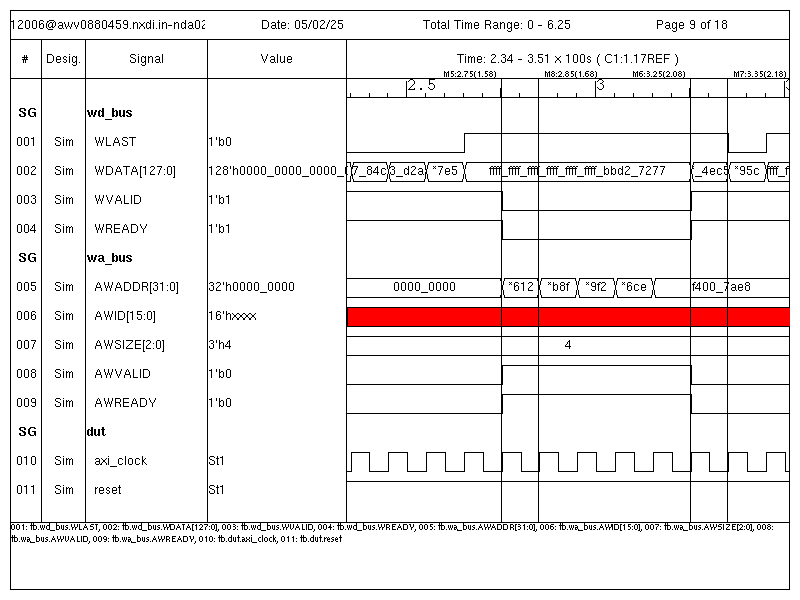 12006@awv0880459.nxdi.in-nda02 Date: 05/02/25 Total Time Range: 0 - 6.25 Page 9 of 18
# Desig. Signal Value Time: 2.34 - 3.51 x 100s ( C1:1.17REF )
M5:2.75(1.58) M8:2.85(1.68) M6:3.25(2.08) M7:3.35(2.18)
2.5 3
SG wd_bus
001 Sim WLAST 1'b0
002 Sim WDATA[127:0] 128'h0000_0000_0000_ 7_84c 3_d2a *7e5 ffff_ffff_ffff_ffff_ffff_ffff_bbd2_7277 _4ec5 *95c ffff_f
003 Sim WVALID 1'b1
004 Sim WREADY 1'b1
SG wa_bus
005 Sim AWADDR[31:0] 32'h0000_0000 0000_0000 *612 *b8f *9f2 *6ce f400_7ae8
006 Sim AWID[15:0] 16'hxxxx
007 Sim AWSIZE[2:0] 3'h4 4
008 Sim AWVALID 1'b0
009 Sim AWREADY 1'b0
SG dut
010 Sim axi_clock St1
011 Sim reset St1
001: tb.wd_bus.WLAST, 002: tb.wd_bus.WDATA[127:0], 003: tb.wd_bus.WVALID, 004: tb.wd_bus.WREADY, 005: tb.wa_bus.AWADDR[31:0], 006: tb.wa_bus.AWID[15:0], 007: tb.wa_bus.AWSIZE[2:0], 008:
tb.wa_bus.AWVALID, 009: tb.wa_bus.AWREADY, 010: tb.dut.axi_clock, 011: tb.dut.reset